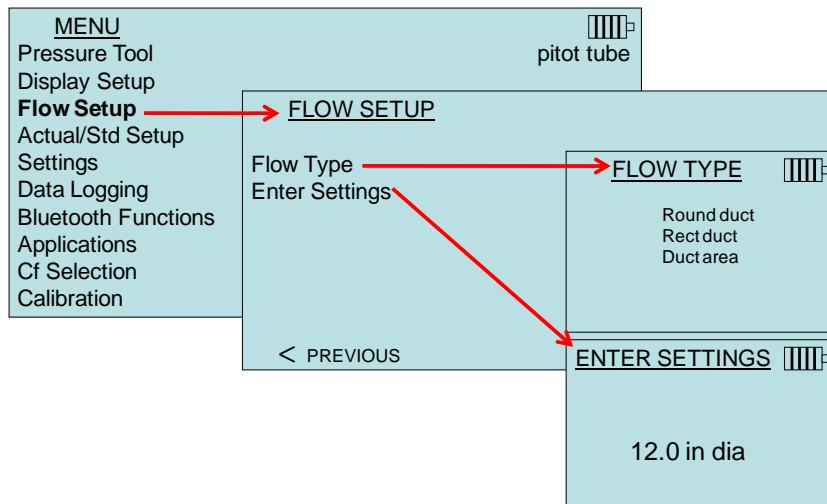 MENU
pitot tube
Pressure Tool
Display Setup
Flow Setup
Actual/Std Setup
Settings
Data Logging
Bluetooth Functions
Applications
Cf Selection
Calibration
FLOW SETUP
Flow Type
Enter Settings
< PREVIOUS
FLOW TYPE
Round duct
Rect duct
Duct area
ENTER SETTINGS
12.0 in dia